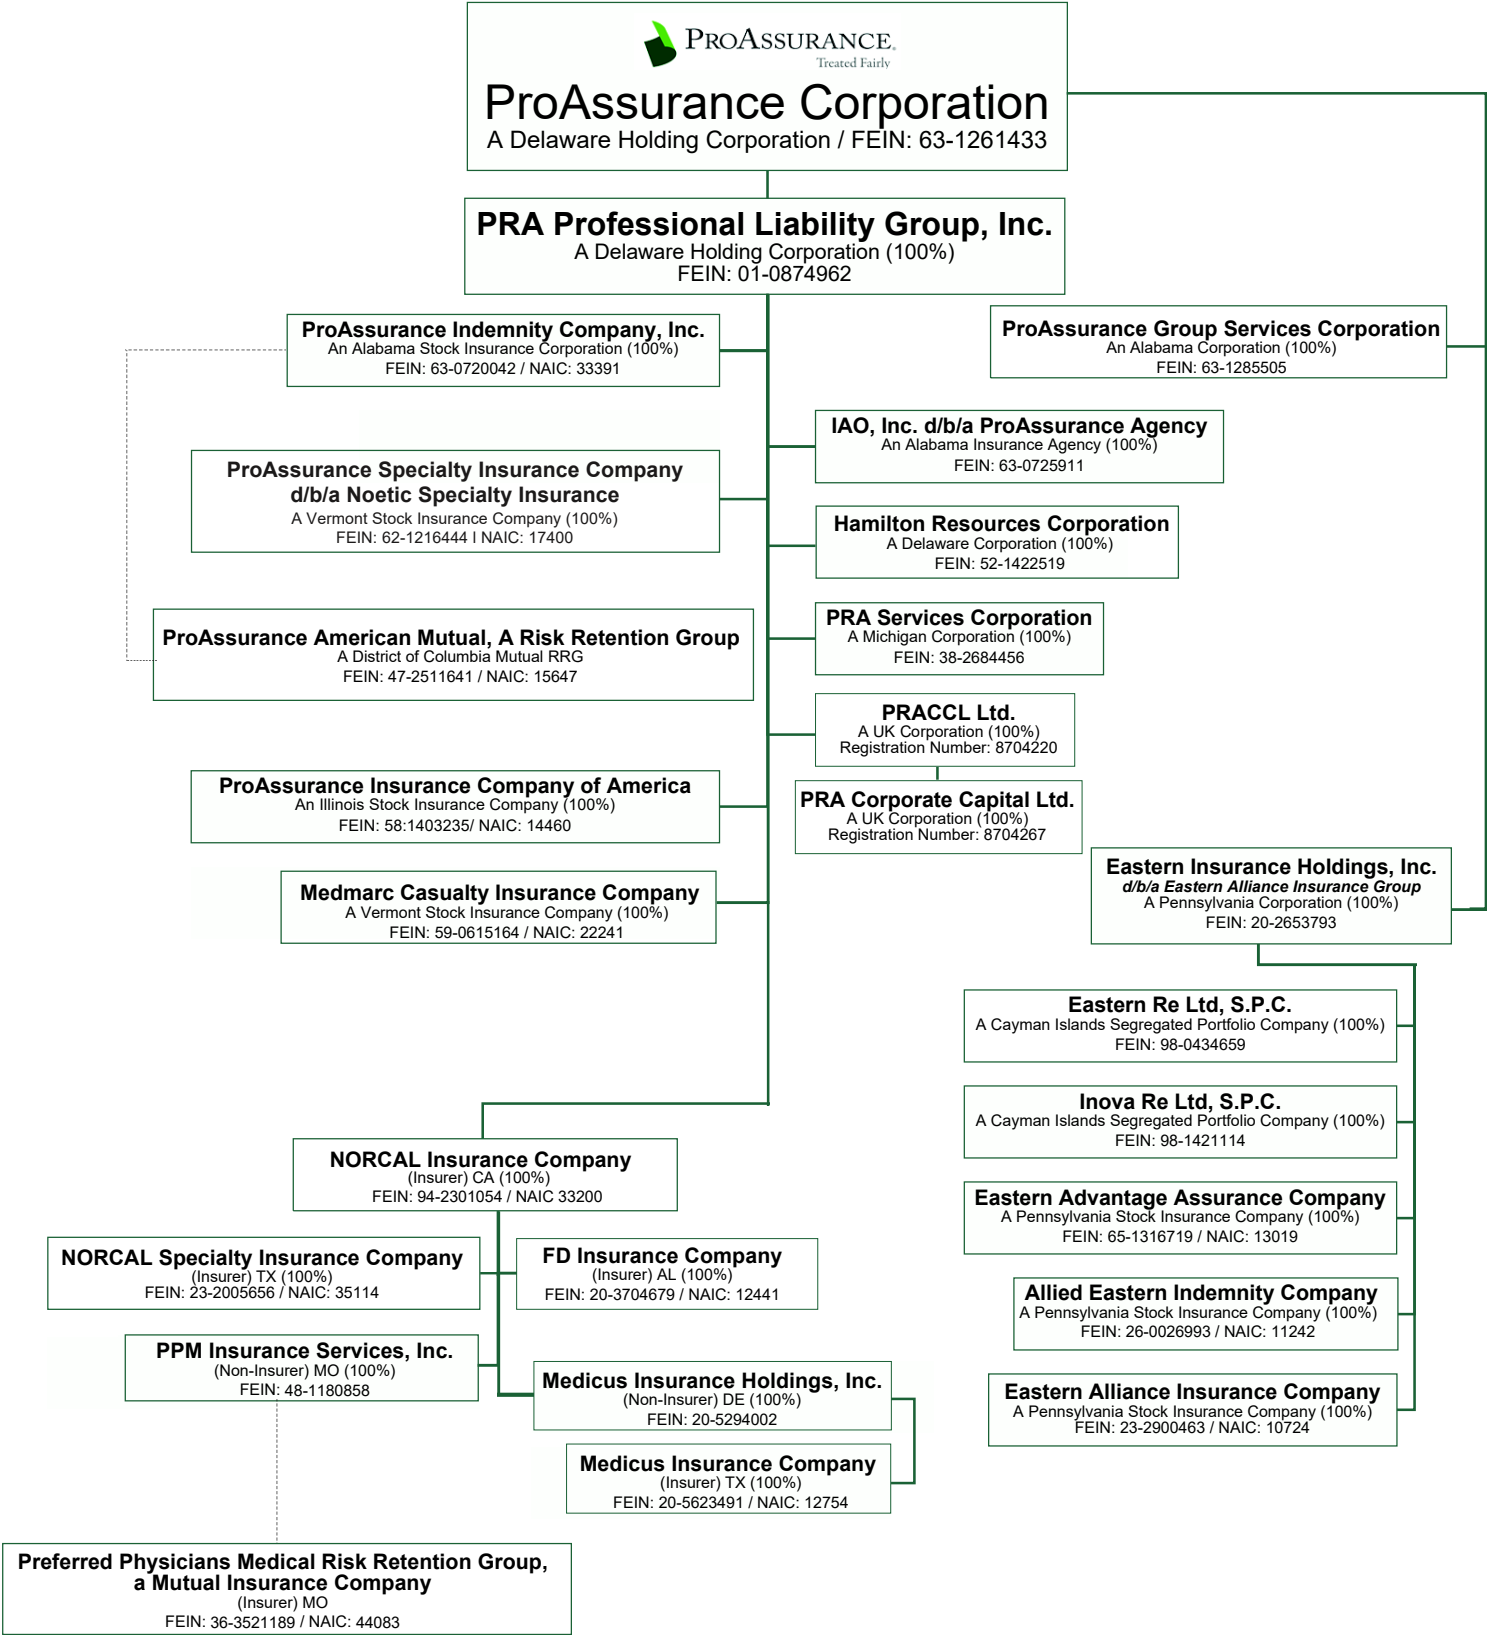 PROASSURANCE.
Treated Fairly
ProAssurance Corporation
A Delaware Holding Corporation / FEIN: 63-1261433
PRA Professional Liability Group, Inc.
A Delaware Holding Corporation (100%)
FEIN: 01-0874962
ProAssurance Indemnity Company, Inc.
An Alabama Stock Insurance Corporation (100%)
FEIN: 63-0720042 / NAIC: 33391
ProAssurance Group Services Corporation
An Alabama Corporation (100%)
FEIN: 63-1285505
IAO, Inc. d/b/a ProAssurance Agency
An Alabama Insurance Agency (100%)
FEIN: 63-0725911
ProAssurance Specialty Insurance Company
d/b/a Noetic Specialty Insurance
A Vermont Stock Insurance Company (100%)
FEIN: 62-1216444 l NAIC: 17400
Hamilton Resources Corporation
A Delaware Corporation (100%)
FEIN: 52-1422519
ProAssurance American Mutual, A Risk Retention Group
A District of Columbia Mutual RRG
FEIN: 47-2511641 / NAIC: 15647
PRA Services Corporation
A Michigan Corporation (100%)
FEIN: 38-2684456
PRACCL Ltd.
A UK Corporation (100%)
Registration Number: 8704220
ProAssurance Insurance Company of America
An Illinois Stock Insurance Company (100%)
FEIN: 58:1403235/ NAIC: 14460
PRA Corporate Capital Ltd.
A UK Corporation (100%)
Registration Number: 8704267
Medmarc Casualty Insurance Company
A Vermont Stock Insurance Company (100%)
FEIN: 59-0615164 / NAIC: 22241
Eastern Insurance Holdings, Inc.
d/b/a Eastern Alliance Insurance Group
A Pennsylvania Corporation (100%)
FEIN: 20-2653793
Eastern Re Ltd, S.P.C.
A Cayman Islands Segregated Portfolio Company (100%)
FEIN: 98-0434659
Inova Re Ltd, S.P.C.
A Cayman Islands Segregated Portfolio Company (100%)
FEIN: 98-1421114
Eastern Advantage Assurance Company
A Pennsylvania Stock Insurance Company (100%)
FEIN: 65-1316719 / NAIC: 13019
Allied Eastern Indemnity Company
A Pennsylvania Stock Insurance Company (100%)
FEIN: 26-0026993 / NAIC: 11242
Eastern Alliance Insurance Company
A Pennsylvania Stock Insurance Company (100%)
FEIN: 23-2900463 / NAIC: 10724
NORCAL Insurance Company
(Insurer) CA (100%)
FEIN: 94-2301054 / NAIC 33200
NORCAL Specialty Insurance Company
(Insurer) TX (100%)
FEIN: 23-2005656 / NAIC: 35114
FD Insurance Company
(Insurer) AL (100%)
FEIN: 20-3704679 / NAIC: 12441
PPM Insurance Services, Inc.
(Non-Insurer) MO (100%)
FEIN: 48-1180858
Medicus Insurance Holdings, Inc.
(Non-Insurer) DE (100%)
FEIN: 20-5294002
Medicus Insurance Company
(Insurer) TX (100%)
FEIN: 20-5623491 / NAIC: 12754
Preferred Physicians Medical Risk Retention Group,
a Mutual Insurance Company
(Insurer) MO
FEIN: 36-3521189 / NAIC: 44083